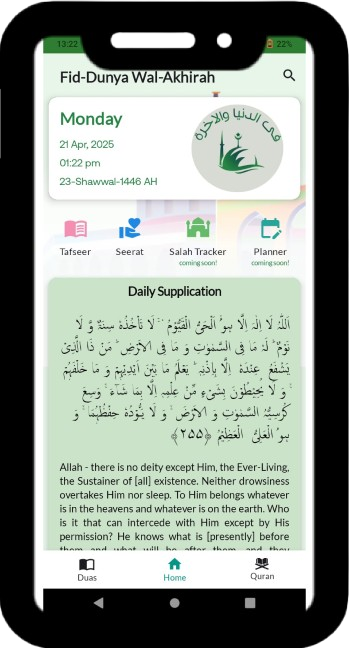 13:22
22%
Fid-Dunya Wal-Akhirah
Monday
21 Apr, 2025
01:22 pm
23-Shawwal-1446 AH
فى الدنيا والآخرة
Tafseer
Seerat
Salah Tracker
coming soon!
Planner
coming soon!
Daily Supplication
اَللّٰهُ لَاۤ اِلٰهَ اِلَّا هوَۚ اَلْحَیُّ الْقَیُّوْمُ ۚ لَا تَاْخُذُهٗ سِنَةٌ وَّ لَا
نَوْمٌؕ لَهٗ مَا فِی السَّمٰوٰتِ وَ مَا فِی الْاَرْضِؕ مَنْ ذَا الَّذِیْ
یَشْفَعُ عِنْدَهٗۤ اِلَّا بِاِذْنِهٖؕ یَعْلَمُ مَا بَیْنَ اَیْدِیْهِمْ وَ مَا خَلْفَهُمْ
ۚ وَ لَا یُحِیْطُوْنَ بِشَیْءٍ مِّنْ عِلْمِهٖۤ اِلَّا بِمَا شَآءَۚ وَسِعَ
كُرْسِیُّهُ السَّمٰوٰتِ وَ الْاَرْضَۚ وَ لَا یَـُٔوْدُهٗ حِفْظُهُمَاۚ وَ
هوَ الْعَلِیُّ الْعَظِیْمُ ﴿۲۵۵﴾
Allah - there is no deity except Him, the Ever-Living,
the Sustainer of [all] existence. Neither drowsiness
overtakes Him nor sleep. To Him belongs whatever
is in the heavens and whatever is on the earth. Who
is it that can intercede with Him except by His
permission? He knows what is [presently] before
them and what will be after them, and they
Duas
Home
Quran